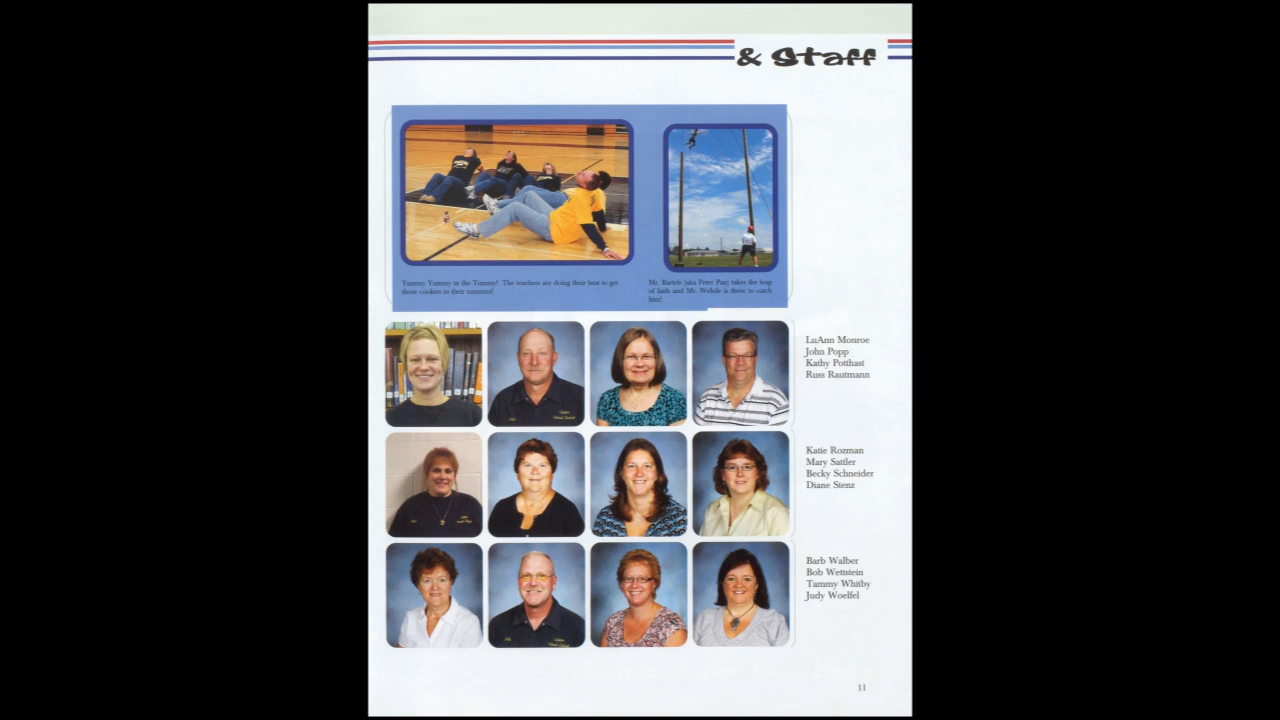 & Staff
Yummy Yummy in the Tummy! The teachers are doing their best to get
those cookies in their tummies!
Mr. Bartels (aka Peter Pan) takes the leap
of faith and Mr. Wehde is there to catch
him!
LuAnn Monroe
John Popp
Kathy Potthast
Russ Rautmann
Katie Rozman
Mary Sattler
Becky Schneider
Diane Stenz
Barb Walber
Bob Wettstein
Tammy Whitby
Judy Woelfel
11